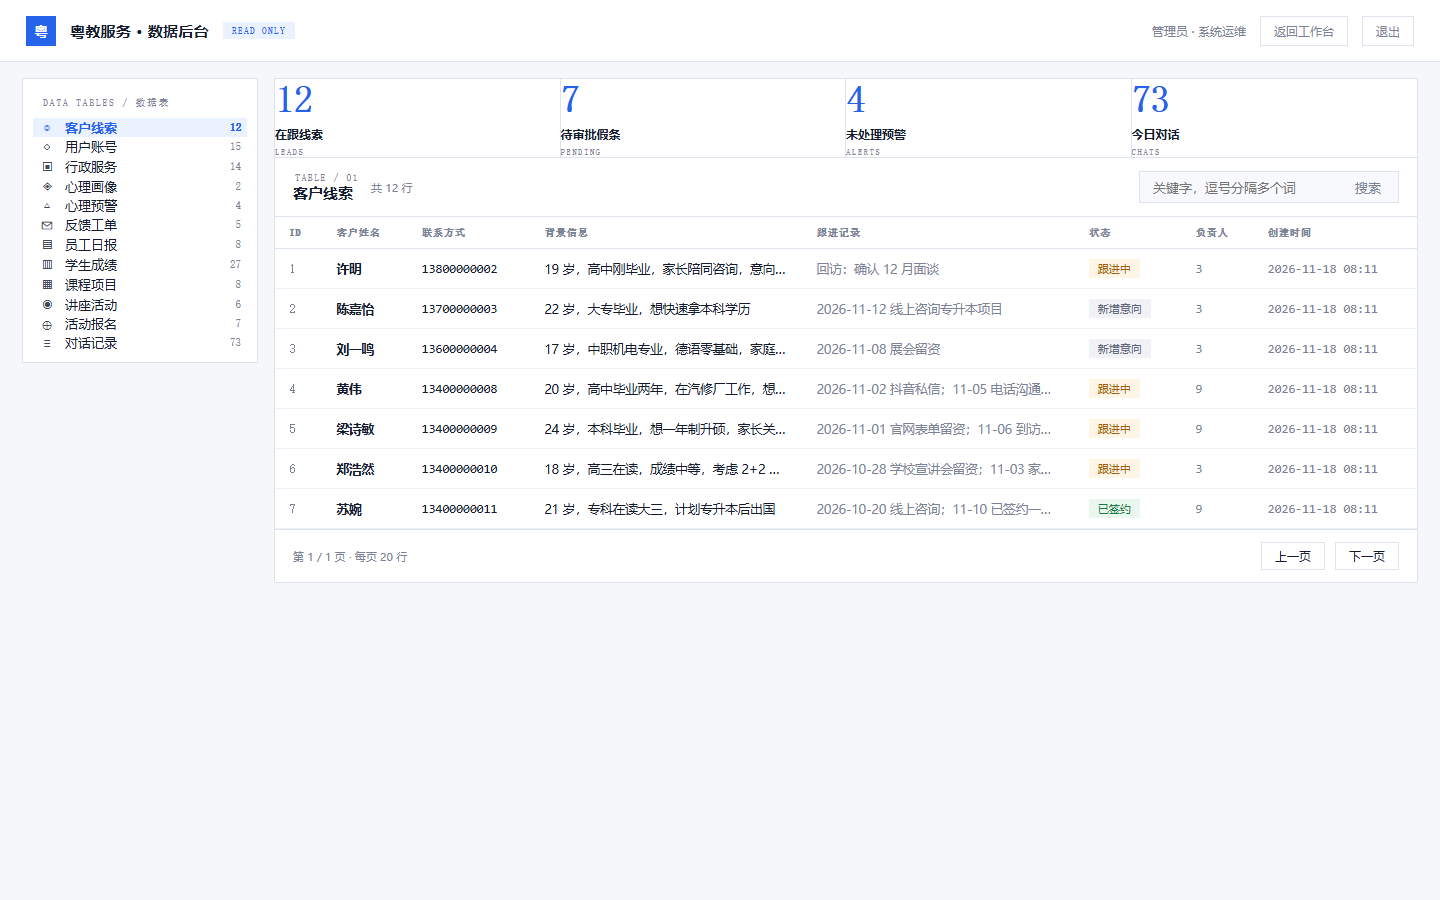 粤 粤教服务 • 数据后台 READ ONLY 管理员 · 系统运维 返回工作台 退出
DATA TABLES / 数据表
客户线索 12
用户账号 15
行政服务 14
心理画像 2
心理预警 4
反馈工单 5
员工日报 8
学生成绩 27
课程项目 8
讲座活动 6
活动报名 7
对话记录 73
12 7 4 73
在跟线索 待审批假条 未处理预警 今日对话
LEADS PENDING ALERTS CHATS
TABLE / 01
客户线索 共 12 行 关键字，逗号分隔多个词 搜索
ID 客户姓名 联系方式 背景信息 跟进记录 状态 负责人 创建时间
1 许明 13800000002 19 岁，高中刚毕业，家长陪同咨询，意向... 回访：确认 12 月面谈 跟进中 3 2026-11-18 08:11
2 陈嘉怡 13700000003 22 岁，大专毕业，想快速拿本科学历 2026-11-12 线上咨询专升本项目 新增意向 3 2026-11-18 08:11
3 刘一鸣 13600000004 17 岁，中职机电专业，德语零基础，家庭... 2026-11-08 展会留资 新增意向 3 2026-11-18 08:11
4 黄伟 13400000008 20 岁，高中毕业两年，在汽修厂工作，想... 2026-11-02 抖音私信；11-05 电话沟通... 跟进中 9 2026-11-18 08:11
5 梁诗敏 13400000009 24 岁，本科毕业，想一年制升硕，家长关... 2026-11-01 官网表单留资；11-06 到访... 跟进中 9 2026-11-18 08:11
6 郑浩然 13400000010 18 岁，高三在读，成绩中等，考虑 2+2 ... 2026-10-28 学校宣讲会留资；11-03 家... 跟进中 3 2026-11-18 08:11
7 苏婉 13400000011 21 岁，专科在读大三，计划专升本后出国 2026-10-20 线上咨询；11-10 已签约—... 已签约 9 2026-11-18 08:11
第 1 / 1 页 · 每页 20 行 上一页 下一页